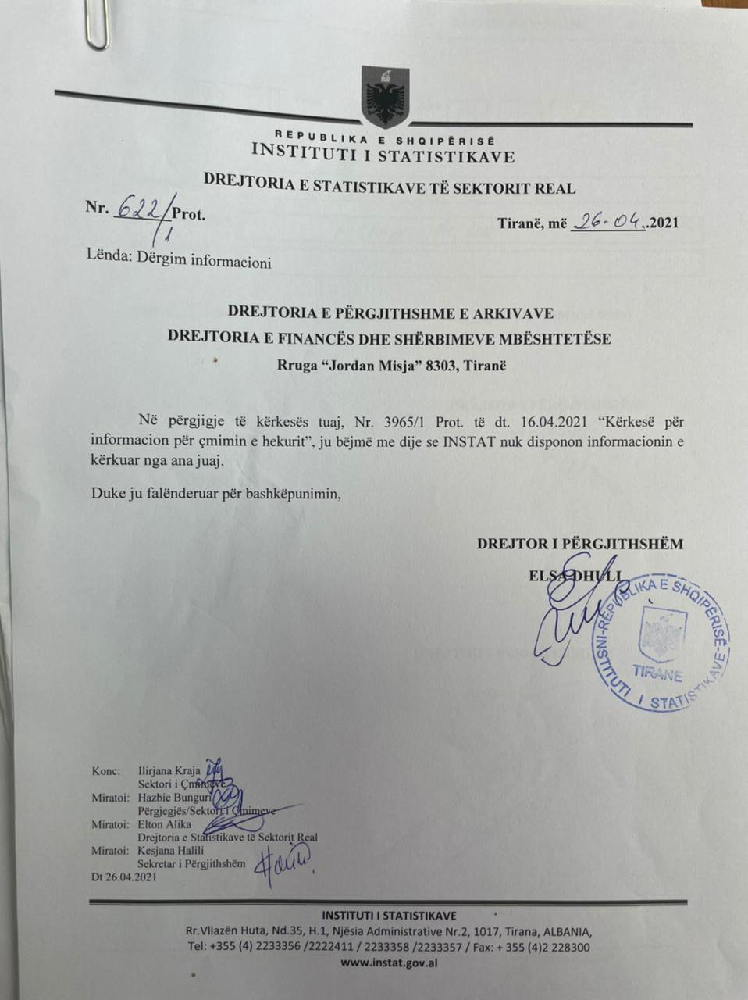 REPUBLIKA E SHQIPËRISË
INSTITUTI I STATISTIKAVE
DREJTORIA E STATISTIKAVE TË SEKTORIT REAL
Nr. 622/1 Prot.
Tiranë, më 26-04..2021
Lënda: Dërgim informacioni
DREJTORIA E PËRGJITHSHME E ARKIVAVE
DREJTORIA E FINANCËS DHE SHËRBIMEVE MBËSHTETËSE
Rruga “Jordan Misja” 8303, Tiranë
Në përgjigje të kërkesës tuaj, Nr. 3965/1 Prot. të dt. 16.04.2021 “Kërkesë për
informacion për çmimin e hekurit”, ju bëjmë me dije se INSTAT nuk disponon informacionin e
kërkuar nga ana juaj.
Duke ju falënderuar për bashkëpunimin,
DREJTOR I PËRGJITHSHËM
ELSA DHULI
REPUBLIKA E SHQIPËRISË-
INSTITUTI I STATISTIKAVE-
TIRANE
Konc: Ilirjana Kraja
Sektori i Çmimeve
Miratoi: Hazbie Bunguri
Përgjegjës/Sektori i Çmimeve
Miratoi: Elton Alika
Drejtoria e Statistikave të Sektorit Real
Miratoi: Kesjana Halili
Sekretar i Përgjithshëm
Dt 26.04.2021
INSTITUTI I STATISTIKAVE
Rr.Vllazën Huta, Nd.35, H.1, Njësia Administrative Nr.2, 1017, Tirana, ALBANIA,
Tel: +355 (4) 2233356 /2222411 / 2233358 /2233357 / Fax: + 355 (4)2 228300
www.instat.gov.al